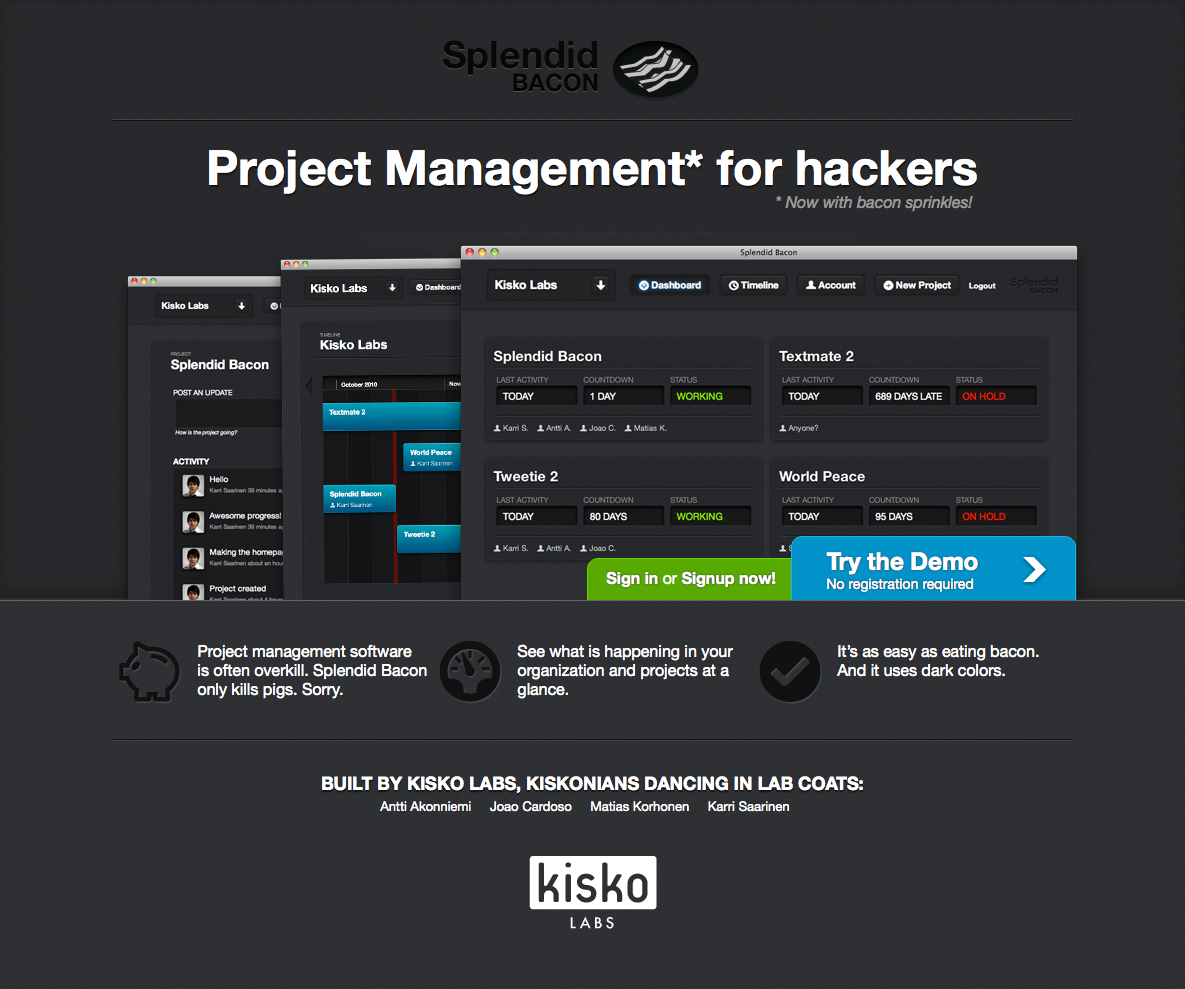 Splendid
BACON
Project Management* for hackers
* Now with bacon sprinkles!
Kisko Labs
PROJECT
Splendid Bacon
POST AN UPDATE
How is the project going?
ACTIVITY
Hello
Karri Saarinen 39 minutes
Awesome progress!
Karri Saarinen 39 minutes
Making the homepa
Karri Saarinen about an hour
Project created
Karri Saarinen about 4 hours
Kisko Labs
Dashboard
TIMELINE
Kisko Labs
October 2010
Nov
Textmate 2
World Peace
Karri Saarinen
Splendid Bacon
Karri Saarinen
Tweetie 2
Splendid Bacon
Kisko Labs Dashboard Timeline Account New Project Logout
Splendid
BACON
Splendid Bacon
LAST ACTIVITY COUNTDOWN STATUS
TODAY 1 DAY WORKING
Karri S. Antti A. Joao C. Matias K.
Textmate 2
LAST ACTIVITY COUNTDOWN STATUS
TODAY 689 DAYS LATE ON HOLD
Anyone?
Tweetie 2
LAST ACTIVITY COUNTDOWN STATUS
TODAY 80 DAYS WORKING
Karri S. Antti A. Joao C.
World Peace
LAST ACTIVITY COUNTDOWN STATUS
TODAY 95 DAYS ON HOLD
Sign in or Signup now!
Try the Demo
No registration required
Project management software
is often overkill. Splendid Bacon
only kills pigs. Sorry.
See what is happening in your
organization and projects at a
glance.
It's as easy as eating bacon.
And it uses dark colors.
BUILT BY KISKO LABS, KISKONIANS DANCING IN LAB COATS:
Antti Akonniemi Joao Cardoso Matias Korhonen Karri Saarinen
kisko
LABS